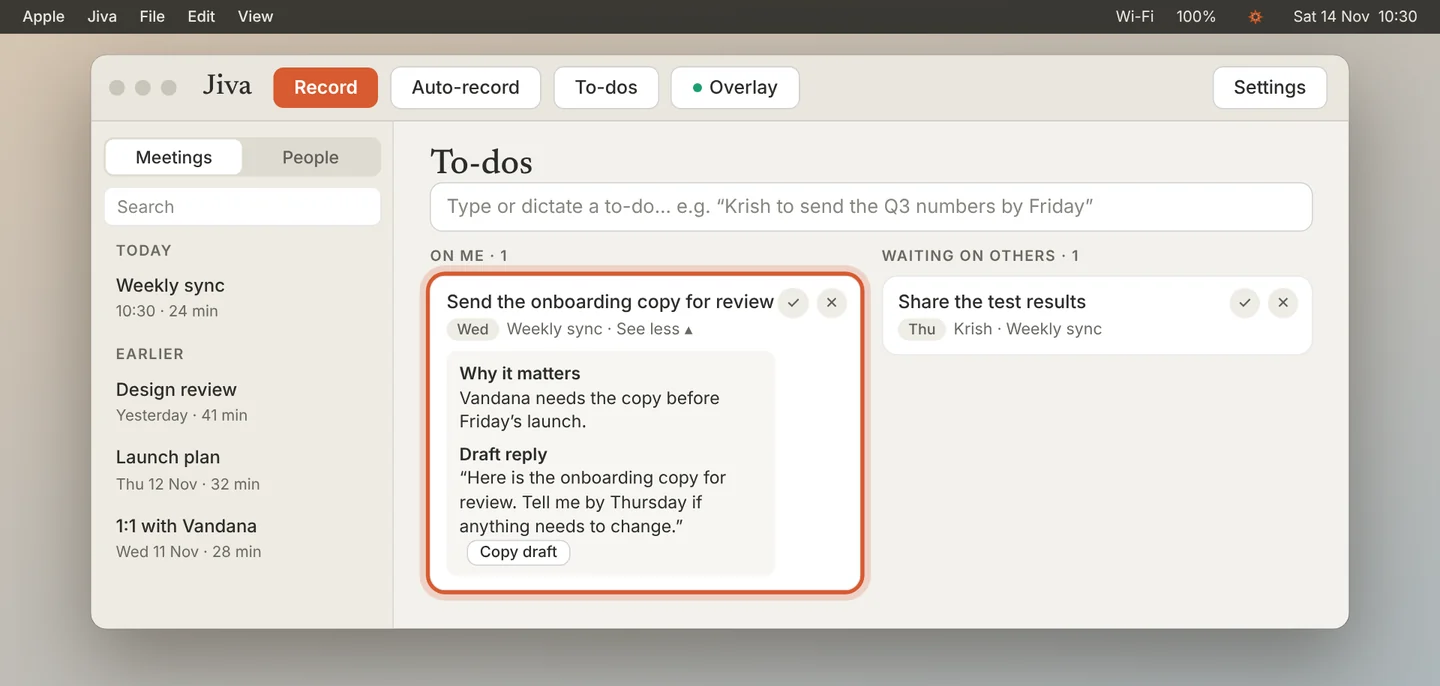 Apple Jiva File Edit View Wi-Fi 100% Sat 14 Nov 10:30
Jiva Record Auto-record To-dos Overlay Settings
Meetings People
Search
TODAY
Weekly sync
10:30 · 24 min
EARLIER
Design review
Yesterday · 41 min
Launch plan
Thu 12 Nov · 32 min
1:1 with Vandana
Wed 11 Nov · 28 min
To-dos
Type or dictate a to-do... e.g. “Krish to send the Q3 numbers by Friday”
ON ME · 1
Send the onboarding copy for review
Wed Weekly sync · See less ▴
Why it matters
Vandana needs the copy before
Friday’s launch.
Draft reply
“Here is the onboarding copy for
review. Tell me by Thursday if
anything needs to change.”
Copy draft
WAITING ON OTHERS · 1
Share the test results
Thu Krish · Weekly sync